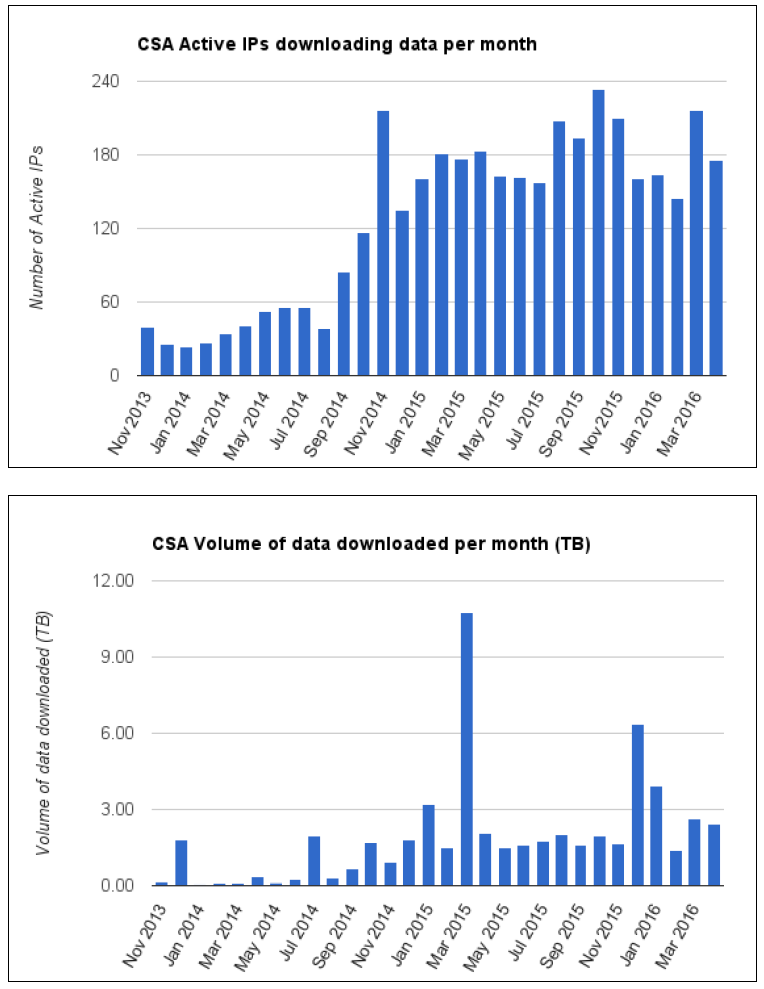 CSA Active IPs downloading data per month
Number of Active IPs
240
180
120
60
0
Nov 2013
Jan 2014
Mar 2014
May 2014
Jul 2014
Sep 2014
Nov 2014
Jan 2015
Mar 2015
May 2015
Jul 2015
Sep 2015
Nov 2015
Jan 2016
Mar 2016
CSA Volume of data downloaded per month (TB)
Volume of data downloaded (TB)
12.00
9.00
6.00
3.00
0.00
Nov 2013
Jan 2014
Mar 2014
May 2014
Jul 2014
Sep 2014
Nov 2014
Jan 2015
Mar 2015
May 2015
Jul 2015
Sep 2015
Nov 2015
Jan 2016
Mar 2016